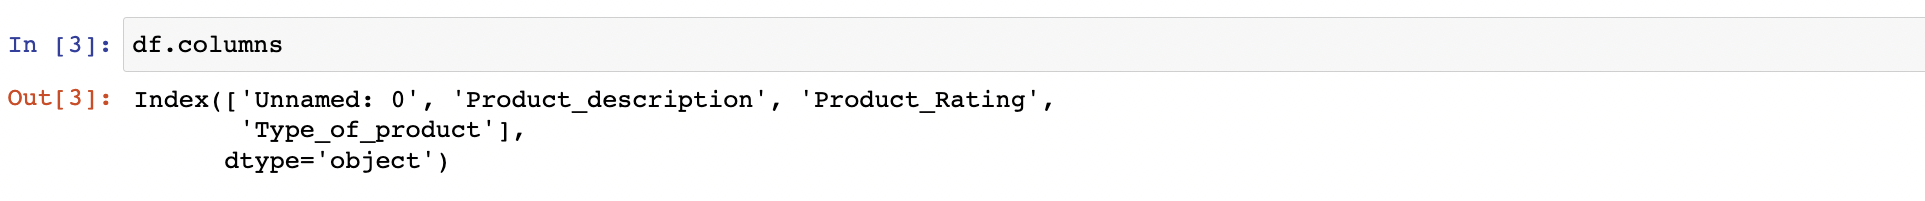 In [3]: df.columns
Out[3]: Index(['Unnamed: 0', 'Product_description', 'Product_Rating',
'Type_of_product'],
dtype='object')